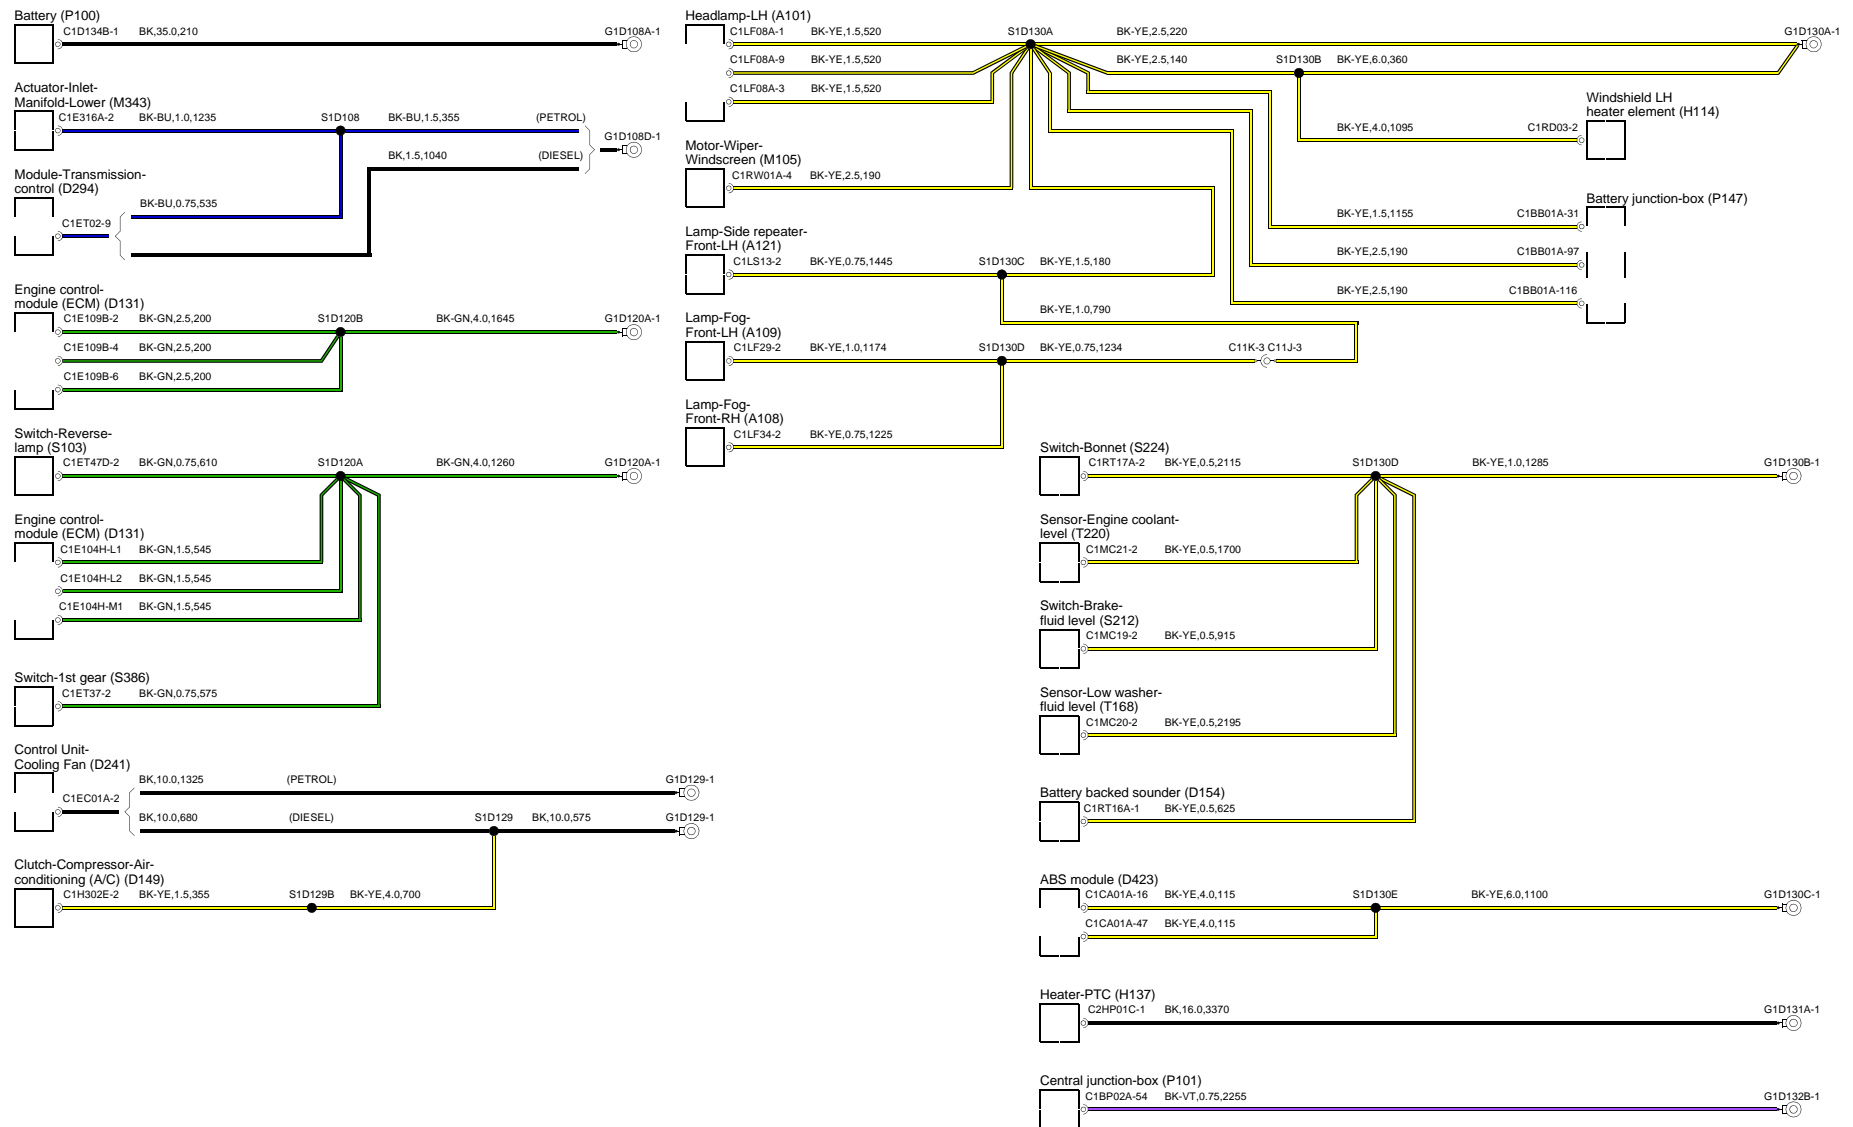 Battery (P100)
C1D134B-1 BK,35.0,210 G1D108A-1
Actuator-Inlet-
Manifold-Lower (M343)
C1E316A-2 BK-BU,1.0,1235 S1D108 BK-BU,1.5,355 (PETROL)
G1D108D-1
BK,1.5,1040 (DIESEL)
Module-Transmission-
control (D294)
BK-BU,0.75,535
C1ET02-9
Engine control-
module (ECM) (D131)
C1E109B-2 BK-GN,2.5,200 S1D120B BK-GN,4.0,1645 G1D120A-1
C1E109B-4 BK-GN,2.5,200
C1E109B-6 BK-GN,2.5,200
Switch-Reverse-
lamp (S103)
C1ET47D-2 BK-GN,0.75,610 S1D120A BK-GN,4.0,1260 G1D120A-1
Engine control-
module (ECM) (D131)
C1E104H-L1 BK-GN,1.5,545
C1E104H-L2 BK-GN,1.5,545
C1E104H-M1 BK-GN,1.5,545
Switch-1st gear (S386)
C1ET37-2 BK-GN,0.75,575
Control Unit-
Cooling Fan (D241)
BK,10.0,1325 (PETROL) G1D129-1
C1EC01A-2
BK,10.0,680 (DIESEL) S1D129 BK,10.0,575 G1D129-1
Clutch-Compressor-Air-
conditioning (A/C) (D149)
C1H302E-2 BK-YE,1.5,355 S1D129B BK-YE,4.0,700
Headlamp-LH (A101)
C1LF08A-1 BK-YE,1.5,520 S1D130A BK-YE,2.5,220 G1D130A-1
C1LF08A-9 BK-YE,1.5,520 BK-YE,2.5,140 S1D130B BK-YE,6.0,360
C1LF08A-3 BK-YE,1.5,520
Windshield LH
heater element (H114)
BK-YE,4.0,1095 C1RD03-2
Motor-Wiper-
Windscreen (M105)
C1RW01A-4 BK-YE,2.5,190
Battery junction-box (P147)
BK-YE,1.5,1155 C1BB01A-31
BK-YE,2.5,190 C1BB01A-97
BK-YE,2.5,190 C1BB01A-116
Lamp-Side repeater-
Front-LH (A121)
C1LS13-2 BK-YE,0.75,1445 S1D130C BK-YE,1.5,180
BK-YE,1.0,790
Lamp-Fog-
Front-LH (A109)
C1LF29-2 BK-YE,1.0,1174 S1D130D BK-YE,0.75,1234 C11K-3 C11J-3
Lamp-Fog-
Front-RH (A108)
C1LF34-2 BK-YE,0.75,1225
Switch-Bonnet (S224)
C1RT17A-2 BK-YE,0.5,2115 S1D130D BK-YE,1.0,1285 G1D130B-1
Sensor-Engine coolant-
level (T220)
C1MC21-2 BK-YE,0.5,1700
Switch-Brake-
fluid level (S212)
C1MC19-2 BK-YE,0.5,915
Sensor-Low washer-
fluid level (T168)
C1MC20-2 BK-YE,0.5,2195
Battery backed sounder (D154)
C1RT16A-1 BK-YE,0.5,625
ABS module (D423)
C1CA01A-16 BK-YE,4.0,115 S1D130E BK-YE,6.0,1100 G1D130C-1
C1CA01A-47 BK-YE,4.0,115
Heater-PTC (H137)
C2HP01C-1 BK,16.0,3370 G1D131A-1
Central junction-box (P101)
C1BP02A-54 BK-VT,0.75,2255 G1D132B-1